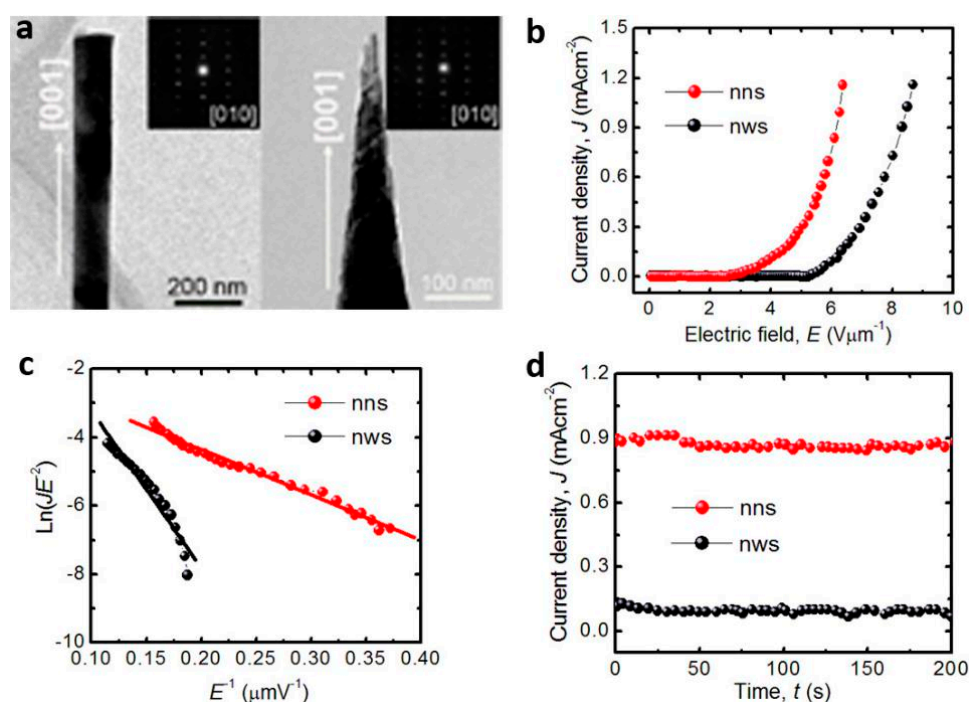 a
[001]
[010]
200 nm
[001]
[010]
100 nm
b
Current density, J (mAcm⁻²)
1.5
1.2
0.9
0.6
0.3
0.0
nns
nws
0 2 4 6 8 10
Electric field, E (Vμm⁻¹)
c
Ln(JE⁻²)
-2
-4
-6
-8
-10
nns
nws
0.10 0.15 0.20 0.25 0.30 0.35 0.40
E⁻¹ (μmV⁻¹)
d
Current density, J (mAcm⁻²)
1.2
0.9
0.6
0.3
0.0
nns
nws
0 50 100 150 200
Time, t (s)